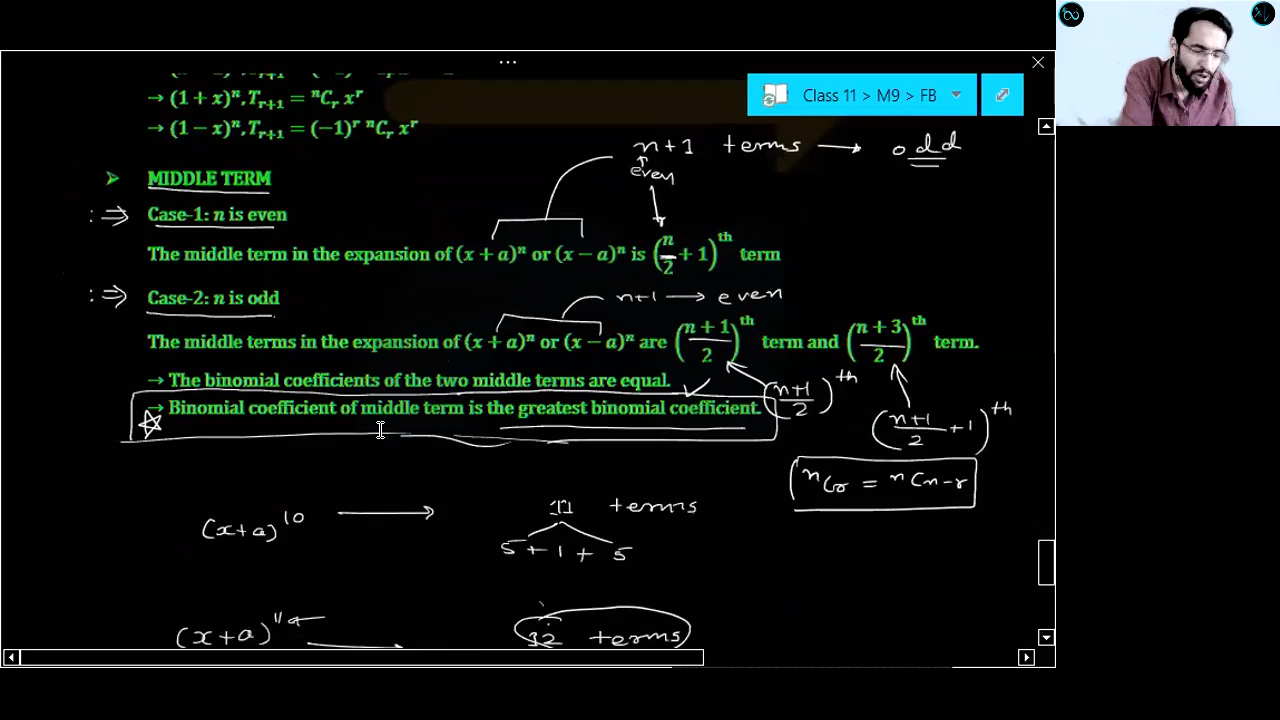 Class 11 > M9 > FB
→ (1 + x)ⁿ, Tᵣ₊₁ = ⁿCᵣ xʳ
→ (1 − x)ⁿ, Tᵣ₊₁ = (−1)ʳ ⁿCᵣ xʳ
n+1 terms → odd
even
MIDDLE TERM
:⇒ Case-1: n is even
The middle term in the expansion of (x + a)ⁿ or (x − a)ⁿ is (n/2 + 1)ᵗʰ term
:⇒ Case-2: n is odd
n+1 → even
The middle terms in the expansion of (x + a)ⁿ or (x − a)ⁿ are ((n + 1)/2)ᵗʰ term and ((n + 3)/2)ᵗʰ term.
→ The binomial coefficients of the two middle terms are equal.
((n+1)/2)ᵗʰ
→ Binomial coefficient of middle term is the greatest binomial coefficient.
((n+1)/2 + 1)ᵗʰ
ⁿCᵣ = ⁿCₙ₋ᵣ
(x+a)¹⁰ → 11 terms
5 + 1 + 5
(x+a)¹¹ ← 12 terms